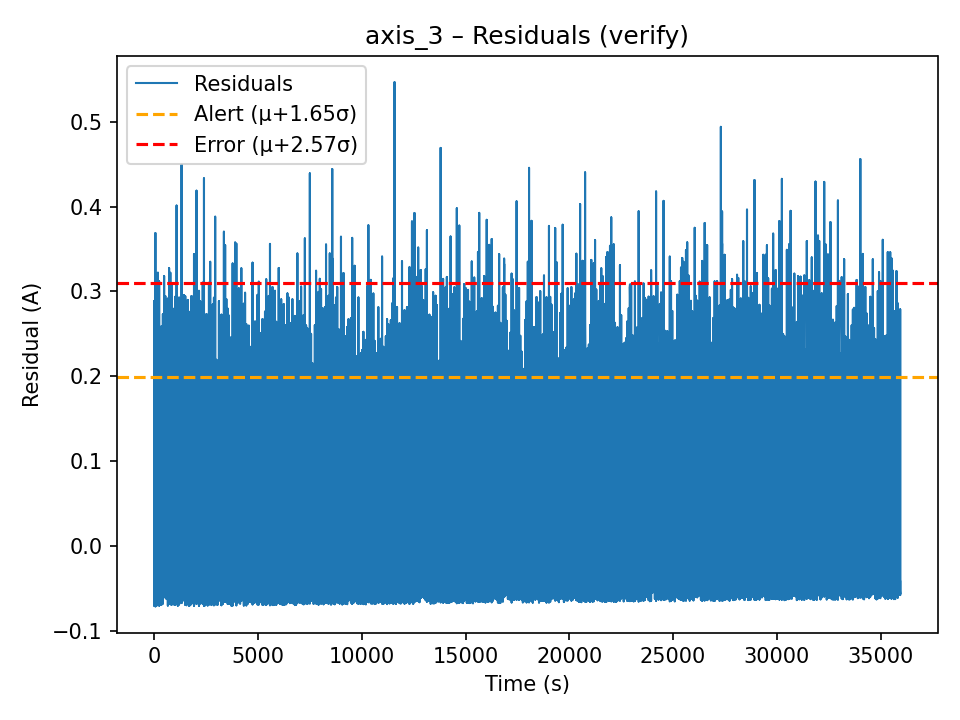 axis_3 – Residuals (verify)
Residuals
Alert (μ+1.65σ)
Error (μ+2.57σ)
Residual (A)
0.5
0.4
0.3
0.2
0.1
0.0
−0.1
0 5000 10000 15000 20000 25000 30000 35000
Time (s)